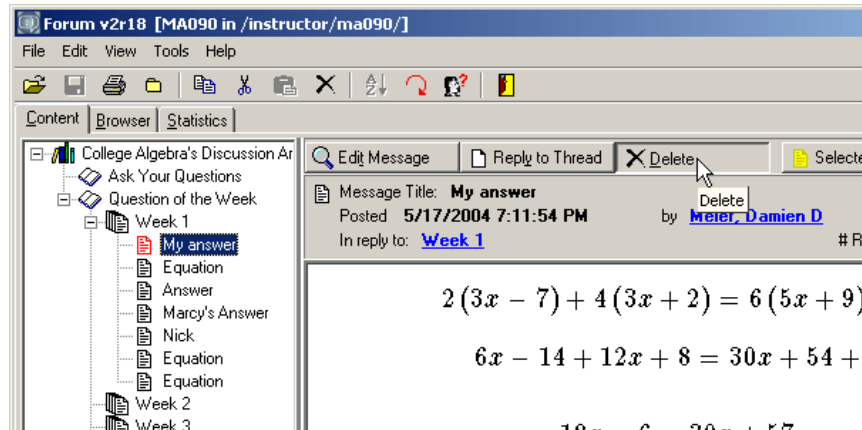 Forum v2r18 [MA090 in /instructor/ma090/]
File Edit View Tools Help
Content Browser Statistics
College Algebra's Discussion Ar
Ask Your Questions
Question of the Week
Week 1
My answer
Equation
Answer
Marcy's Answer
Nick
Equation
Equation
Week 2
Week 3
Edit Message Reply to Thread Delete Selecte
Delete
Message Title: My answer
Posted 5/17/2004 7:11:54 PM by Meier, Damien D
In reply to: Week 1 # R
2(3x − 7) + 4(3x + 2) = 6(5x + 9)
6x − 14 + 12x + 8 = 30x + 54 +